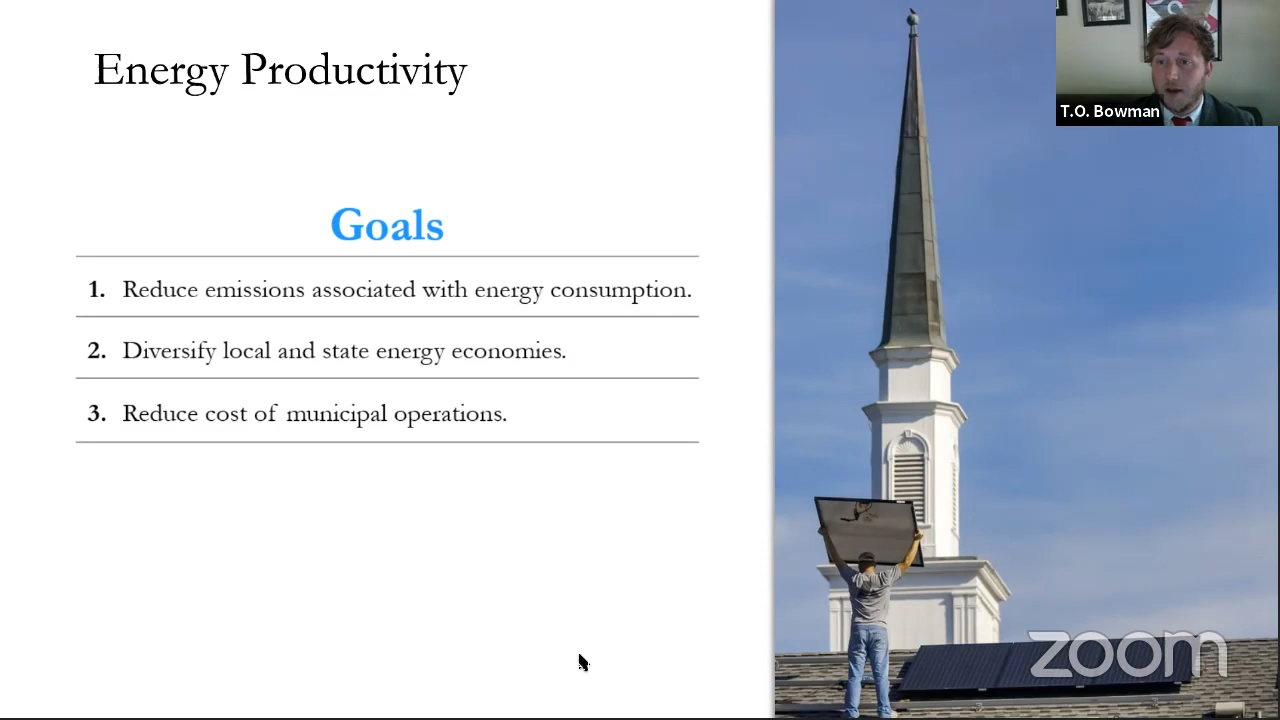 Energy Productivity
T.O. Bowman
Goals
1. Reduce emissions associated with energy consumption.
2. Diversify local and state energy economies.
3. Reduce cost of municipal operations.
zoom